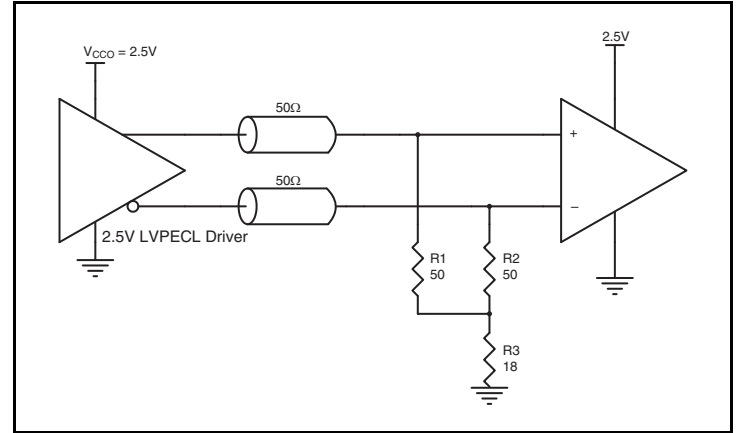 V_CCO = 2.5V
2.5V
50Ω
+
50Ω
–
2.5V LVPECL Driver
R1
50
R2
50
R3
18